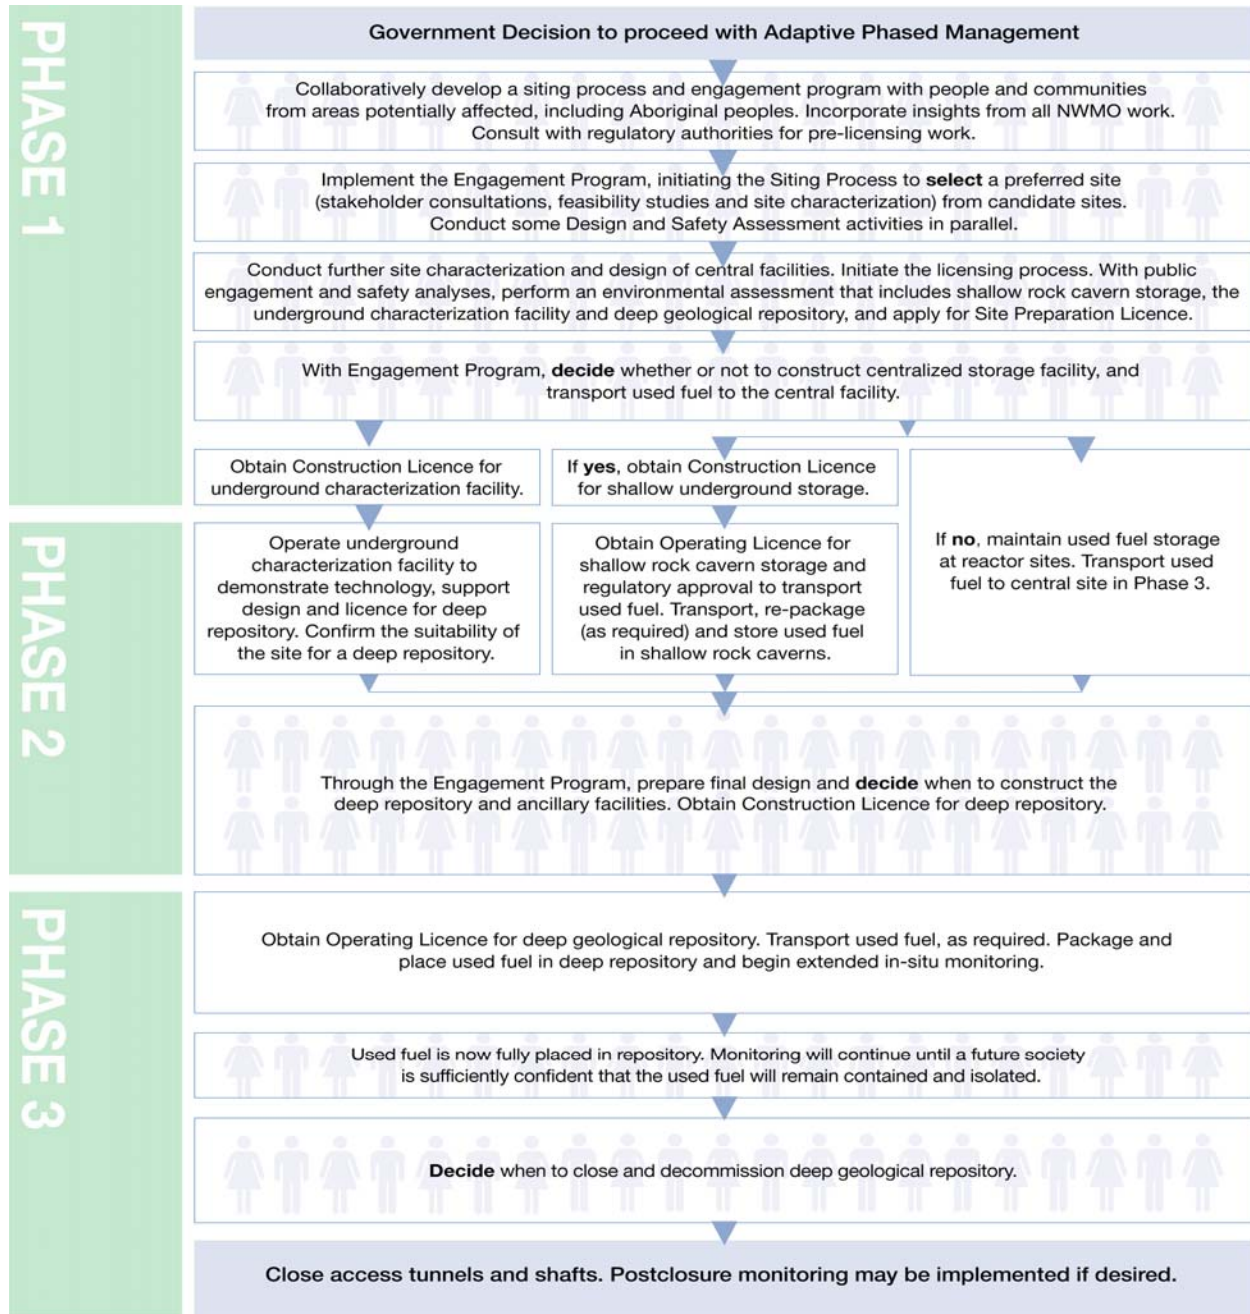 PHASE 1
Government Decision to proceed with Adaptive Phased Management
Collaboratively develop a siting process and engagement program with people and communities
from areas potentially affected, including Aboriginal peoples. Incorporate insights from all NWMO work.
Consult with regulatory authorities for pre-licensing work.
Implement the Engagement Program, initiating the Siting Process to select a preferred site
(stakeholder consultations, feasibility studies and site characterization) from candidate sites.
Conduct some Design and Safety Assessment activities in parallel.
Conduct further site characterization and design of central facilities. Initiate the licensing process. With public
engagement and safety analyses, perform an environmental assessment that includes shallow rock cavern storage, the
underground characterization facility and deep geological repository, and apply for Site Preparation Licence.
With Engagement Program, decide whether or not to construct centralized storage facility, and
transport used fuel to the central facility.
Obtain Construction Licence for
underground characterization facility.
If yes, obtain Construction Licence
for shallow underground storage.
If no, maintain used fuel storage
at reactor sites. Transport used
fuel to central site in Phase 3.
PHASE 2
Operate underground
characterization facility to
demonstrate technology, support
design and licence for deep
repository. Confirm the suitability of
the site for a deep repository.
Obtain Operating Licence for
shallow rock cavern storage and
regulatory approval to transport
used fuel. Transport, re-package
(as required) and store used fuel
in shallow rock caverns.
Through the Engagement Program, prepare final design and decide when to construct the
deep repository and ancillary facilities. Obtain Construction Licence for deep repository.
PHASE 3
Obtain Operating Licence for deep geological repository. Transport used fuel, as required. Package and
place used fuel in deep repository and begin extended in-situ monitoring.
Used fuel is now fully placed in repository. Monitoring will continue until a future society
is sufficiently confident that the used fuel will remain contained and isolated.
Decide when to close and decommission deep geological repository.
Close access tunnels and shafts. Postclosure monitoring may be implemented if desired.